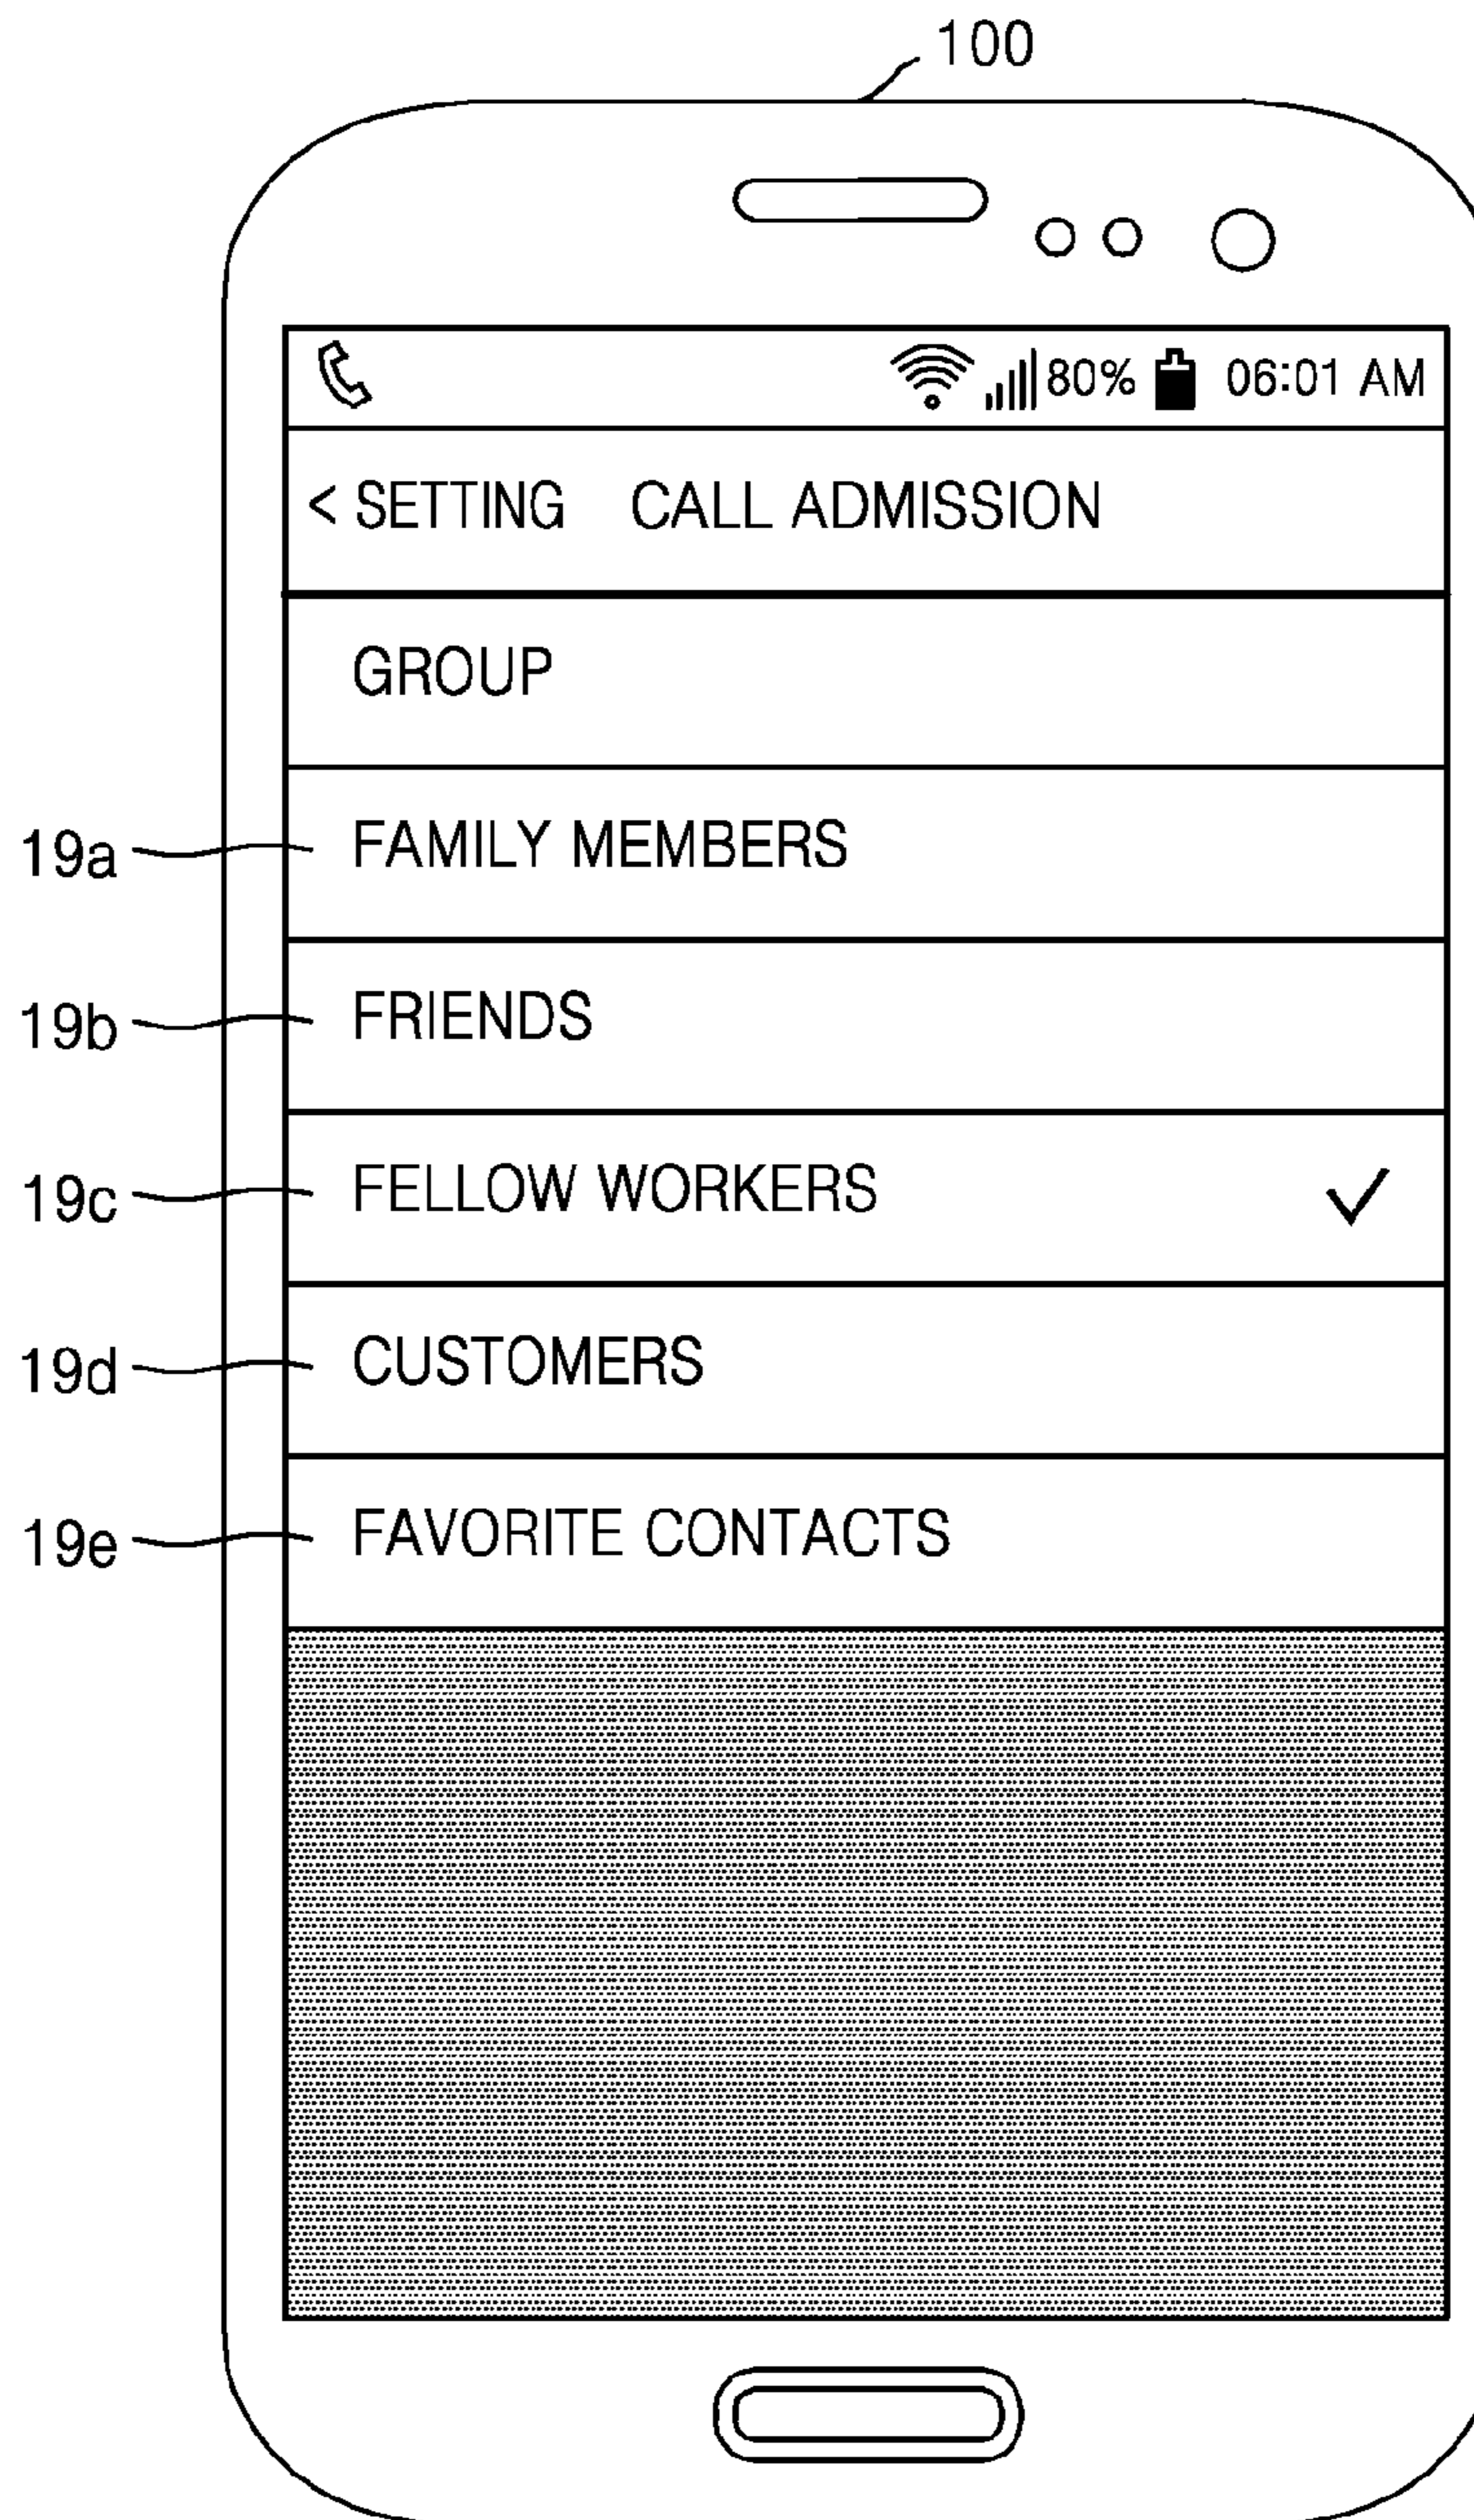 100
80% 06:01 AM
< SETTING CALL ADMISSION
GROUP
19a FAMILY MEMBERS
19b FRIENDS
19c FELLOW WORKERS
19d CUSTOMERS
19e FAVORITE CONTACTS